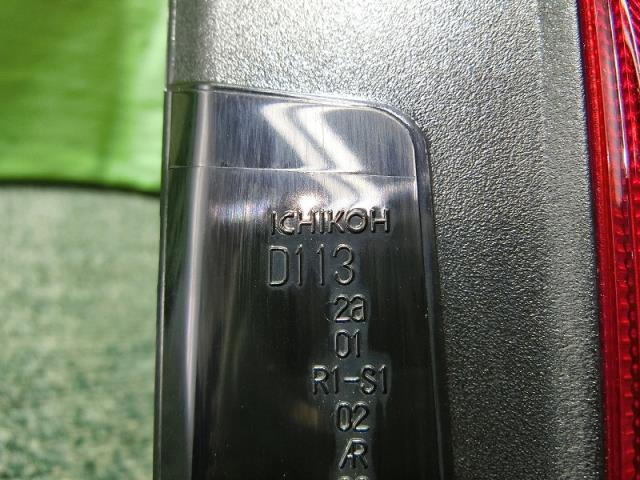 ICHIKOH
D113
2a
01
R1-S1
02
AR